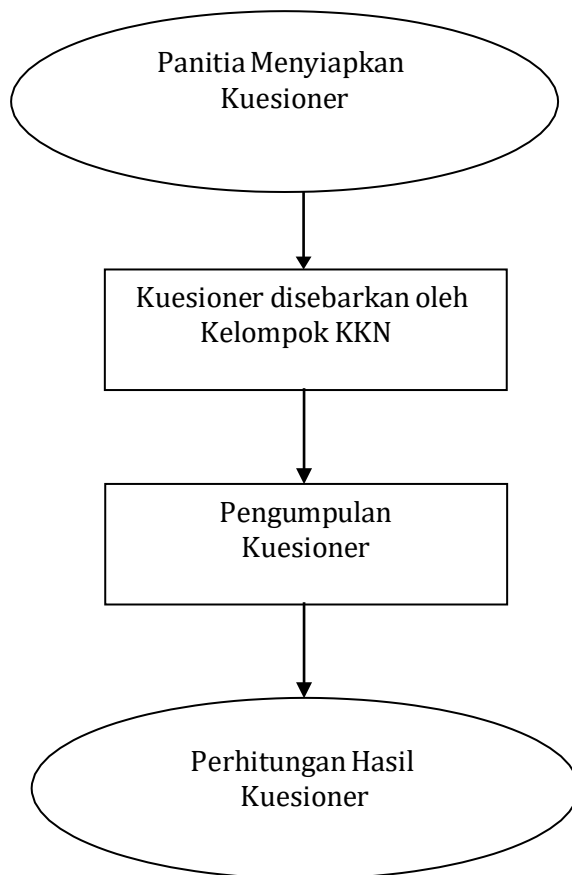 Panitia Menyiapkan
Kuesioner
Kuesioner disebarkan oleh
Kelompok KKN
Pengumpulan
Kuesioner
Perhitungan Hasil
Kuesioner